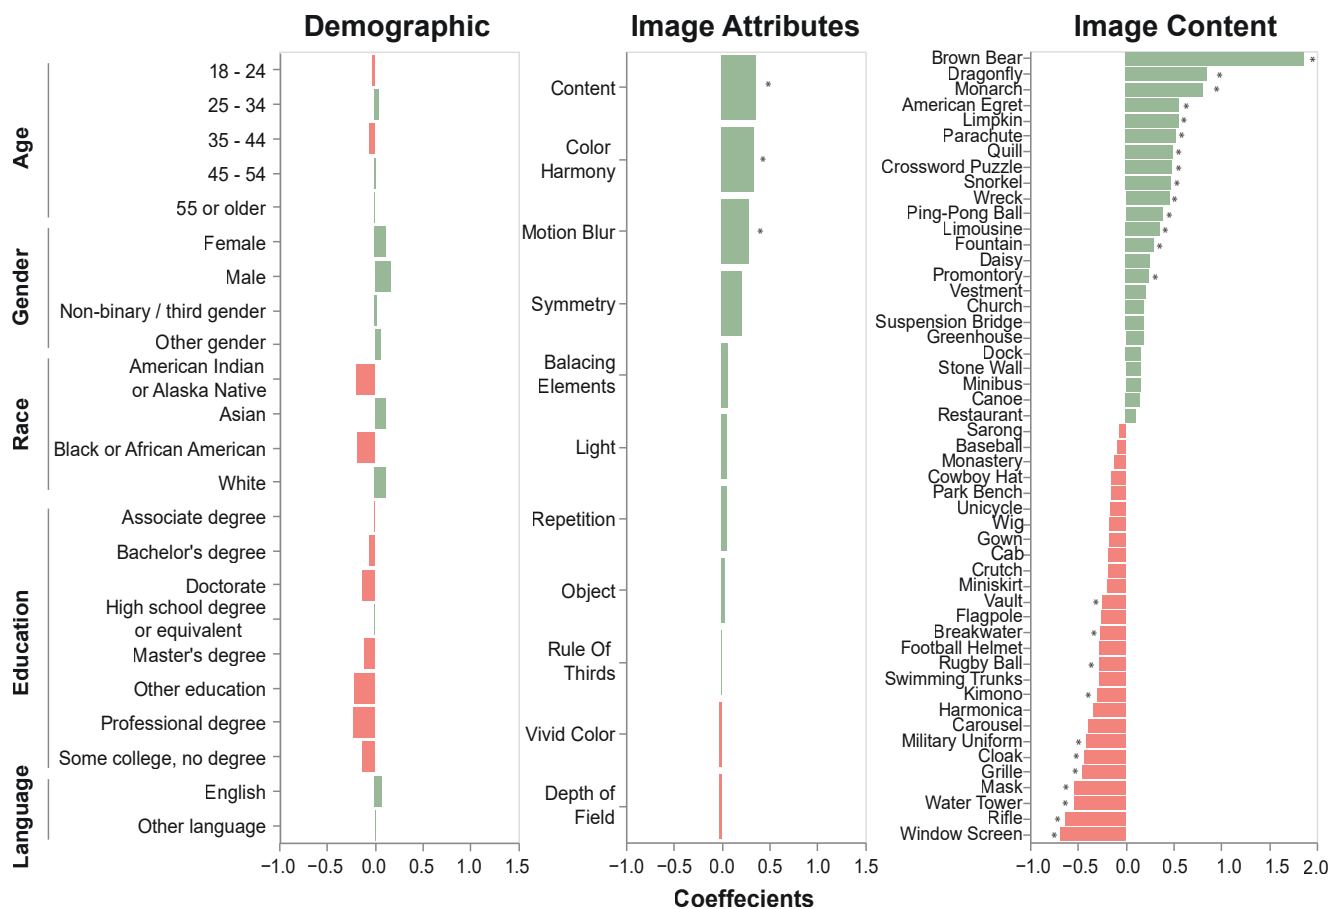 Demographic
Age
18 - 24
25 - 34
35 - 44
45 - 54
55 or older
Gender
Female
Male
Non-binary / third gender
Other gender
Race
American Indian
or Alaska Native
Asian
Black or African American
White
Education
Associate degree
Bachelor's degree
Doctorate
High school degree
or equivalent
Master's degree
Other education
Professional degree
Some college, no degree
Language
English
Other language
−1.0 −0.5 0.0 0.5 1.0 1.5
Image Attributes
Content *
Color
Harmony *
Motion Blur *
Symmetry
Balacing
Elements
Light
Repetition
Object
Rule Of
Thirds
Vivid Color
Depth of
Field
−1.0 −0.5 0.0 0.5 1.0 1.5
Coeffecients
Image Content
Brown Bear *
Dragonfly *
Monarch *
American Egret *
Limpkin *
Parachute *
Quill *
Crossword Puzzle *
Snorkel *
Wreck *
Ping-Pong Ball *
Limousine *
Fountain *
Daisy
Promontory *
Vestment
Church
Suspension Bridge
Greenhouse
Dock
Stone Wall
Minibus
Canoe
Restaurant
Sarong
Baseball
Monastery
Cowboy Hat
Park Bench
Unicycle
Wig
Gown
Cab
Crutch
Miniskirt
Vault *
Flagpole
Breakwater *
Football Helmet
Rugby Ball *
Swimming Trunks
Kimono *
Harmonica
Carousel
Military Uniform *
Cloak *
Grille *
Mask *
Water Tower *
Rifle *
Window Screen *
−1.0 −0.5 0.0 0.5 1.0 1.5 2.0